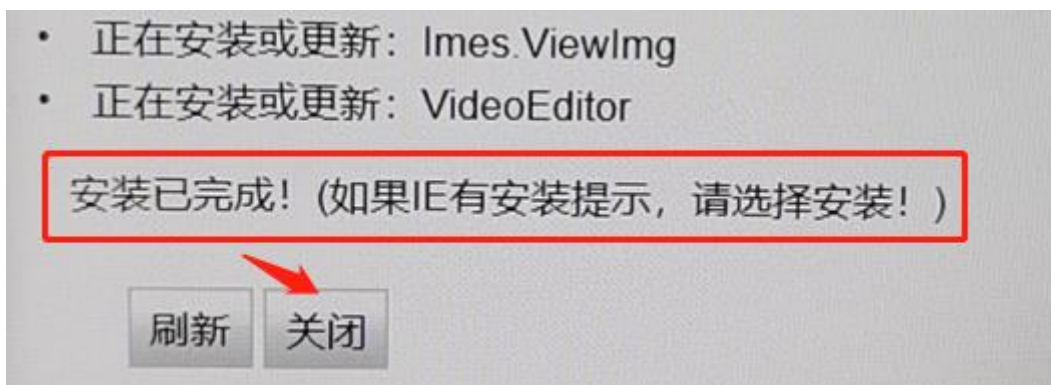 • 正在安装或更新：Imes.ViewImg
• 正在安装或更新：VideoEditor
安装已完成！(如果IE有安装提示，请选择安装！)
刷新 关闭